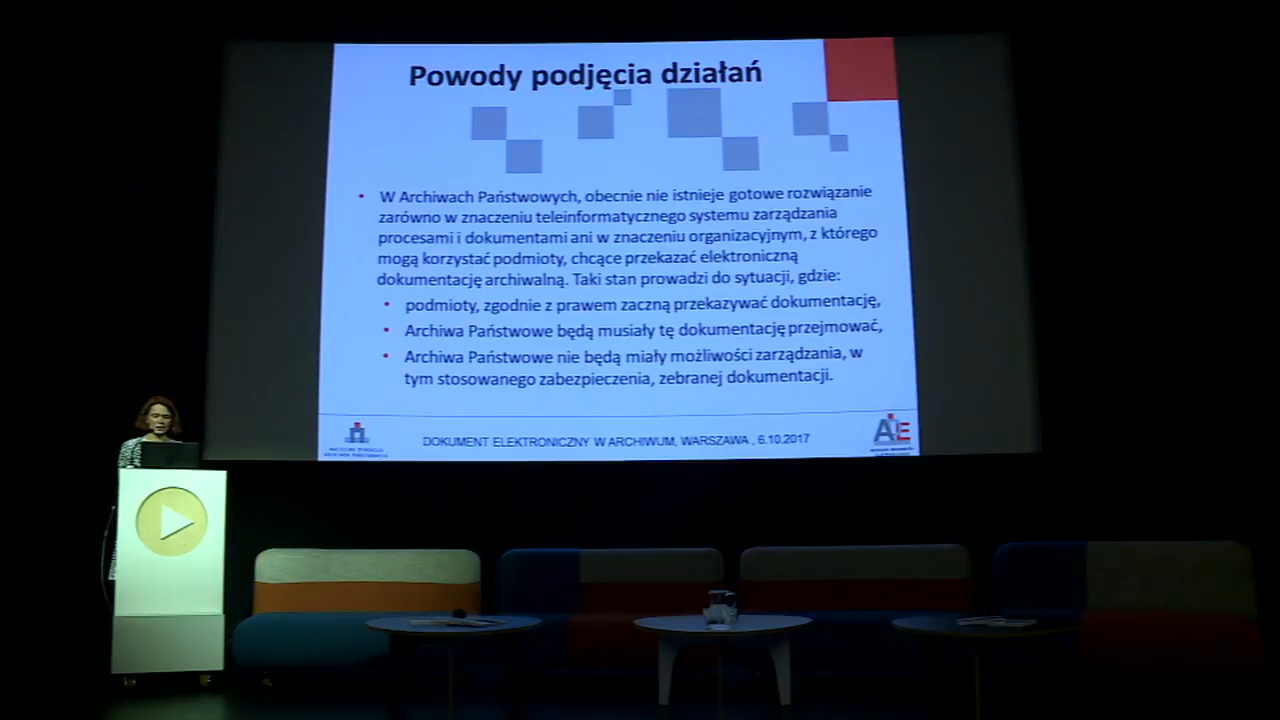 Powody podjęcia działań
• W Archiwach Państwowych, obecnie nie istnieje gotowe rozwiązanie
zarówno w znaczeniu teleinformatycznego systemu zarządzania
procesami i dokumentami ani w znaczeniu organizacyjnym, z którego
mogą korzystać podmioty, chcące przekazać elektroniczną
dokumentację archiwalną. Taki stan prowadzi do sytuacji, gdzie:
• podmioty, zgodnie z prawem zaczną przekazywać dokumentację,
• Archiwa Państwowe będą musiały tę dokumentację przejmować,
• Archiwa Państwowe nie będą miały możliwości zarządzania, w
tym stosowanego zabezpieczenia, zebranej dokumentacji.
DOKUMENT ELEKTRONICZNY W ARCHIWUM, WARSZAWA , 6.10.2017